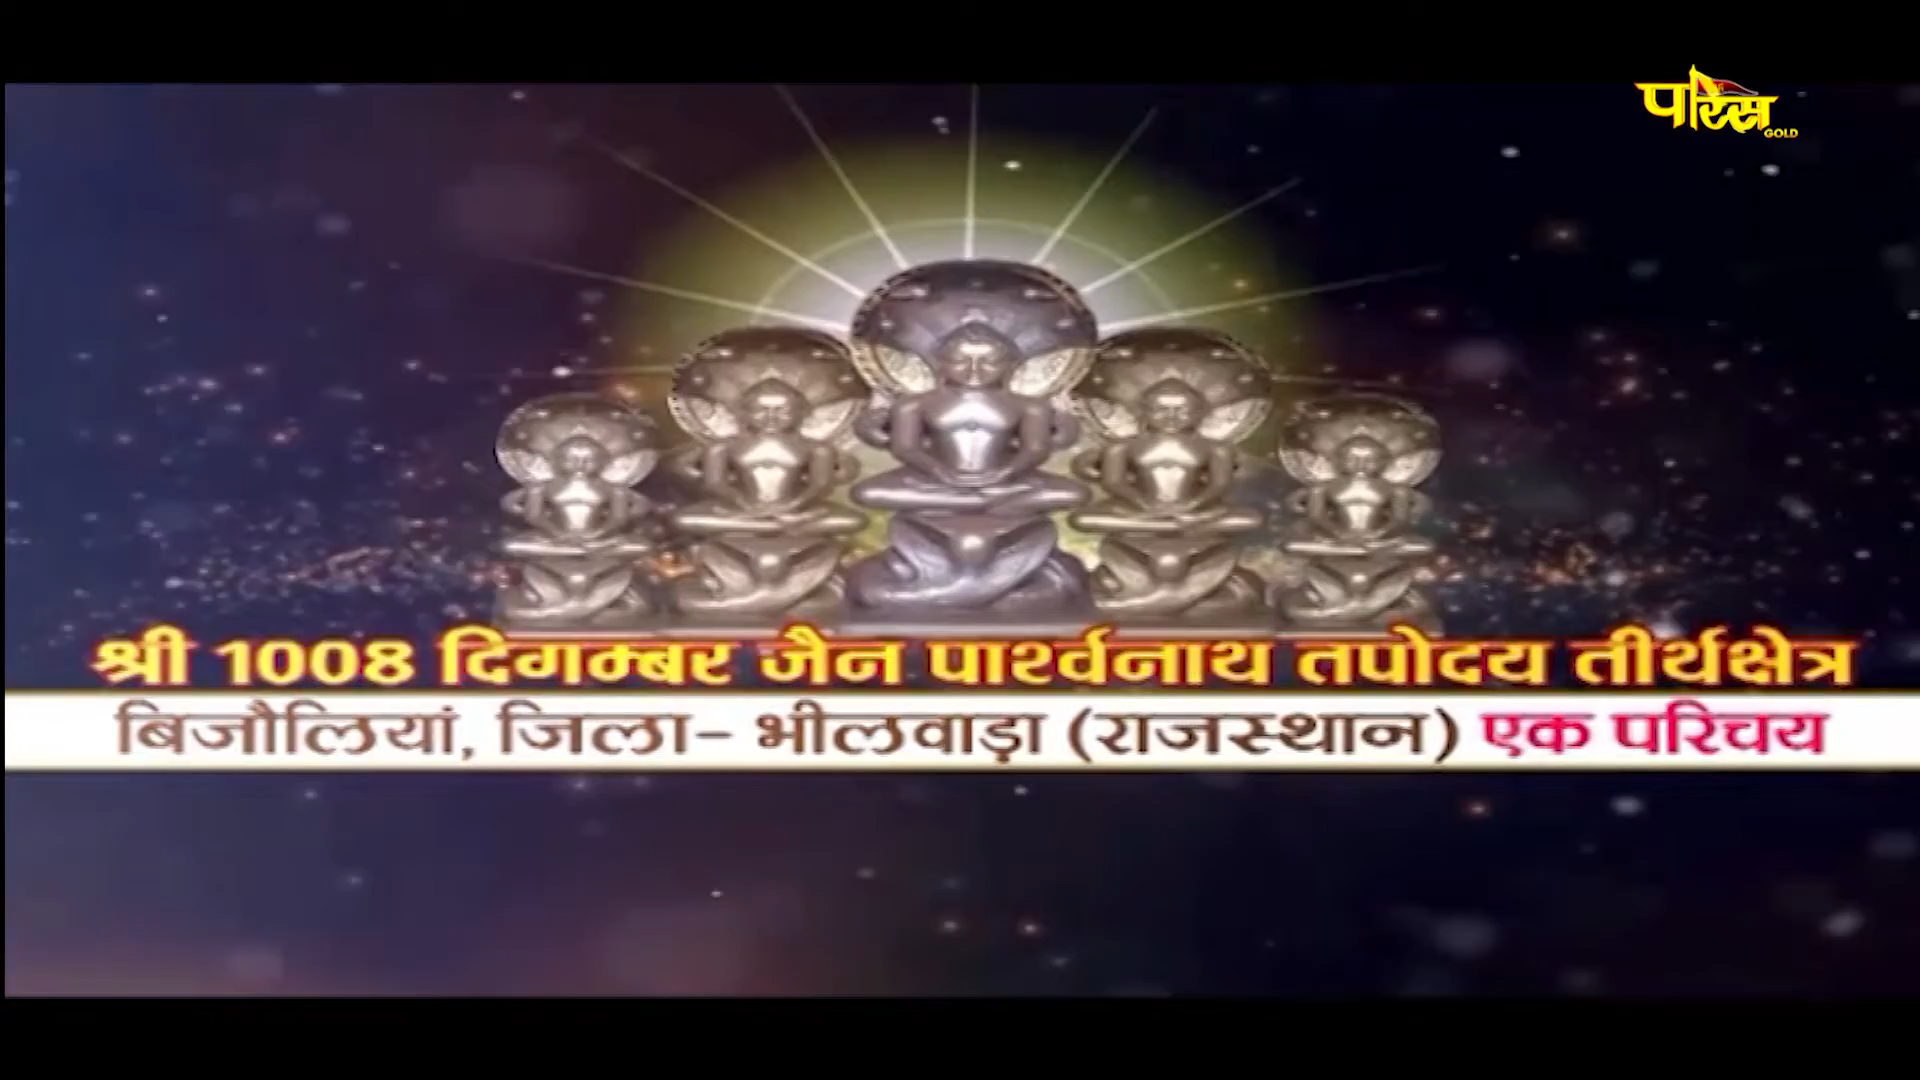 पारस
GOLD
श्री 1008 दिगम्बर जैन पार्श्वनाथ तपोदय तीर्थक्षेत्र
बिजौलियां, जिला- भीलवाड़ा (राजस्थान) एक परिचय